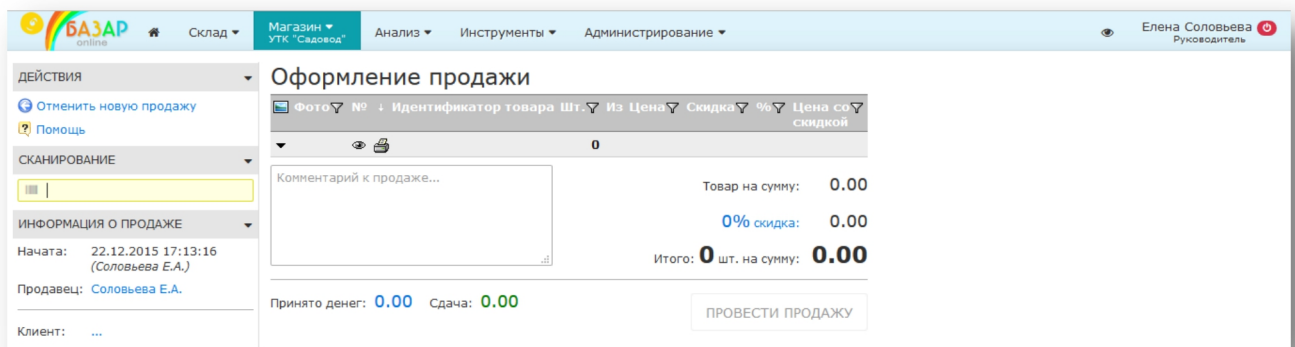 БАЗАР
online
Склад
Магазин
УТК "Садовод"
Анализ
Инструменты
Администрирование
Елена Соловьева
Руководитель
ДЕЙСТВИЯ
Отменить новую продажу
Помощь
СКАНИРОВАНИЕ
ИНФОРМАЦИЯ О ПРОДАЖЕ
Начата: 22.12.2015 17:13:16
(Соловьева Е.А.)
Продавец: Соловьева Е.А.
Клиент: ...
Оформление продажи
Фото № ↓ Идентификатор товара Шт. Из Цена Скидка % Цена со
скидкой
0
Комментарий к продаже...
Товар на сумму: 0.00
0% скидка: 0.00
Итого: 0 шт. на сумму: 0.00
Принято денег: 0.00 Сдача: 0.00
ПРОВЕСТИ ПРОДАЖУ